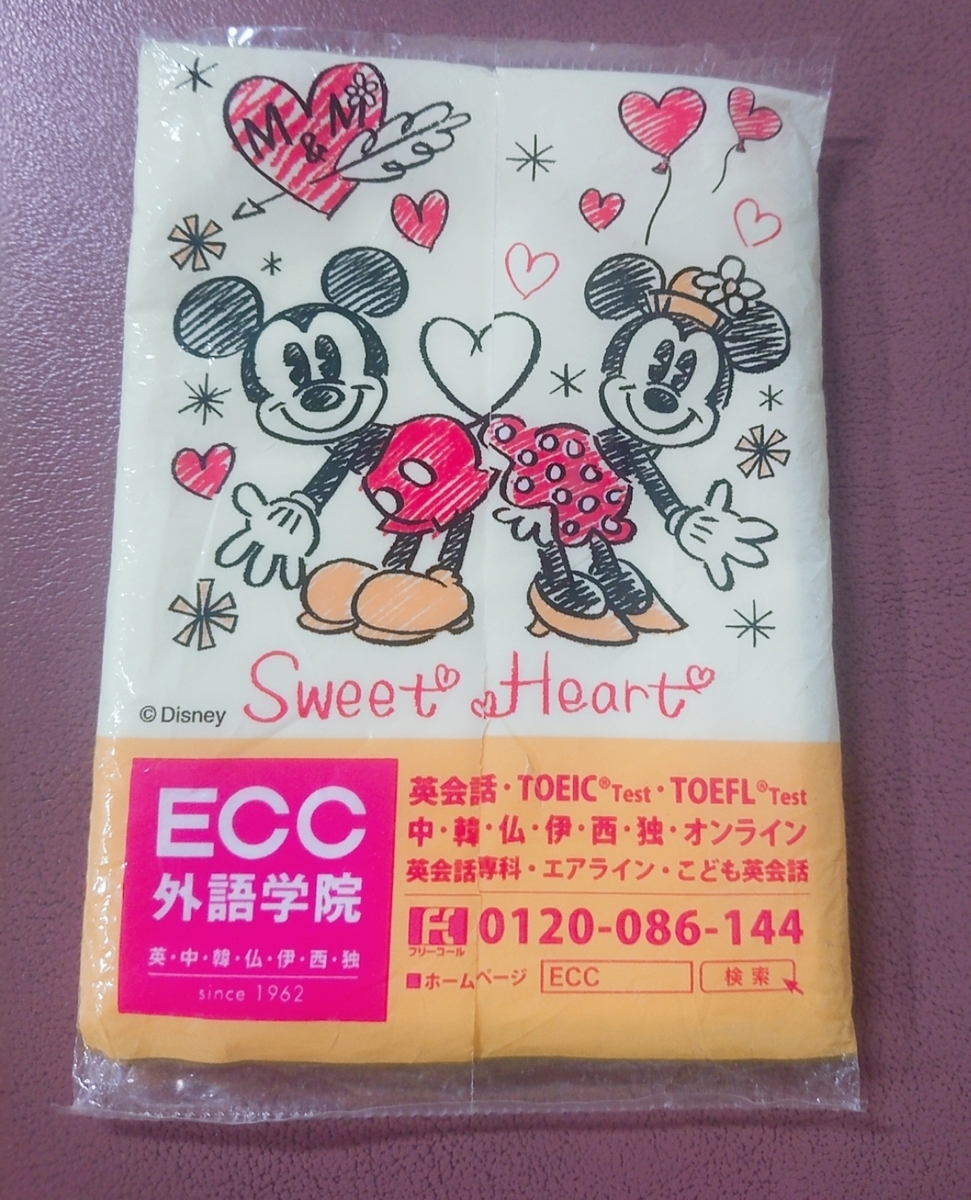 M & M
Sweet Heart
© Disney
ECC
外語学院
英・中・韓・仏・伊・西・独
since 1962
英会話・TOEIC®Test・TOEFL®Test
中・韓・仏・伊・西・独・オンライン
英会話専科・エアライン・こども英会話
フリーコール
0120-086-144
■ホームページ ECC 検索